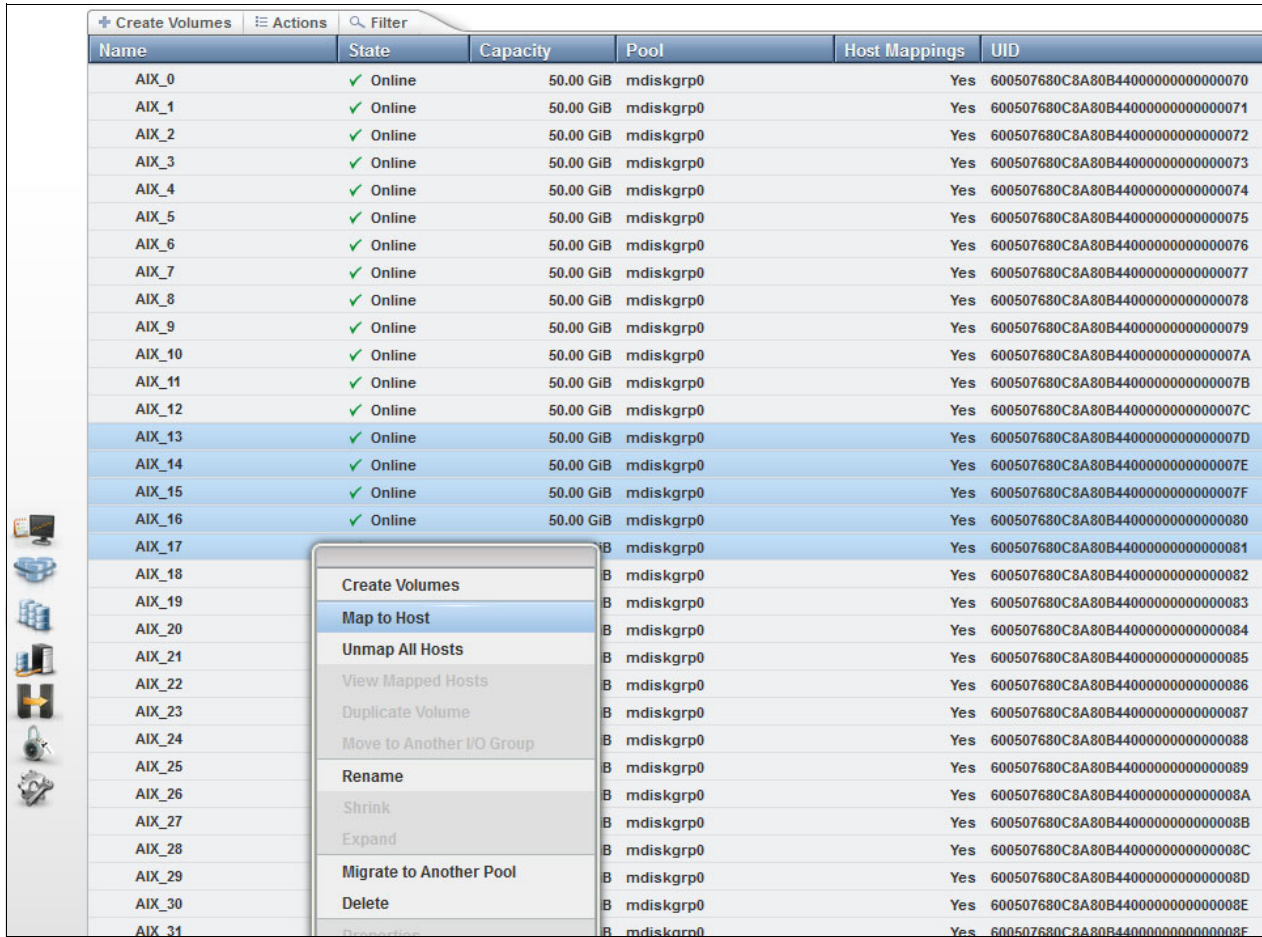 Create Volumes Actions Filter
Name State Capacity Pool Host Mappings UID
AIX_0 Online 50.00 GiB mdiskgrp0 Yes 600507680C8A80B44000000000000070
AIX_1 Online 50.00 GiB mdiskgrp0 Yes 600507680C8A80B44000000000000071
AIX_2 Online 50.00 GiB mdiskgrp0 Yes 600507680C8A80B44000000000000072
AIX_3 Online 50.00 GiB mdiskgrp0 Yes 600507680C8A80B44000000000000073
AIX_4 Online 50.00 GiB mdiskgrp0 Yes 600507680C8A80B44000000000000074
AIX_5 Online 50.00 GiB mdiskgrp0 Yes 600507680C8A80B44000000000000075
AIX_6 Online 50.00 GiB mdiskgrp0 Yes 600507680C8A80B44000000000000076
AIX_7 Online 50.00 GiB mdiskgrp0 Yes 600507680C8A80B44000000000000077
AIX_8 Online 50.00 GiB mdiskgrp0 Yes 600507680C8A80B44000000000000078
AIX_9 Online 50.00 GiB mdiskgrp0 Yes 600507680C8A80B44000000000000079
AIX_10 Online 50.00 GiB mdiskgrp0 Yes 600507680C8A80B4400000000000007A
AIX_11 Online 50.00 GiB mdiskgrp0 Yes 600507680C8A80B4400000000000007B
AIX_12 Online 50.00 GiB mdiskgrp0 Yes 600507680C8A80B4400000000000007C
AIX_13 Online 50.00 GiB mdiskgrp0 Yes 600507680C8A80B4400000000000007D
AIX_14 Online 50.00 GiB mdiskgrp0 Yes 600507680C8A80B4400000000000007E
AIX_15 Online 50.00 GiB mdiskgrp0 Yes 600507680C8A80B4400000000000007F
AIX_16 Online 50.00 GiB mdiskgrp0 Yes 600507680C8A80B44000000000000080
AIX_17 iB mdiskgrp0 Yes 600507680C8A80B44000000000000081
AIX_18 B mdiskgrp0 Yes 600507680C8A80B44000000000000082
AIX_19 B mdiskgrp0 Yes 600507680C8A80B44000000000000083
AIX_20 B mdiskgrp0 Yes 600507680C8A80B44000000000000084
AIX_21 B mdiskgrp0 Yes 600507680C8A80B44000000000000085
AIX_22 B mdiskgrp0 Yes 600507680C8A80B44000000000000086
AIX_23 B mdiskgrp0 Yes 600507680C8A80B44000000000000087
AIX_24 B mdiskgrp0 Yes 600507680C8A80B44000000000000088
AIX_25 B mdiskgrp0 Yes 600507680C8A80B44000000000000089
AIX_26 B mdiskgrp0 Yes 600507680C8A80B4400000000000008A
AIX_27 B mdiskgrp0 Yes 600507680C8A80B4400000000000008B
AIX_28 B mdiskgrp0 Yes 600507680C8A80B4400000000000008C
AIX_29 B mdiskgrp0 Yes 600507680C8A80B4400000000000008D
AIX_30 B mdiskgrp0 Yes 600507680C8A80B4400000000000008E
AIX_31 B mdiskgrp0 Yes 600507680C8A80B4400000000000008F
Create Volumes
Map to Host
Unmap All Hosts
View Mapped Hosts
Duplicate Volume
Move to Another I/O Group
Rename
Shrink
Expand
Migrate to Another Pool
Delete
Properties